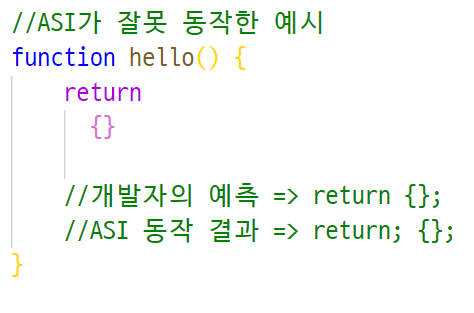 //ASI가 잘못 동작한 예시
function hello() {
    return
      {}

    //개발자의 예측 => return {};
    //ASI 동작 결과 => return; {};
}